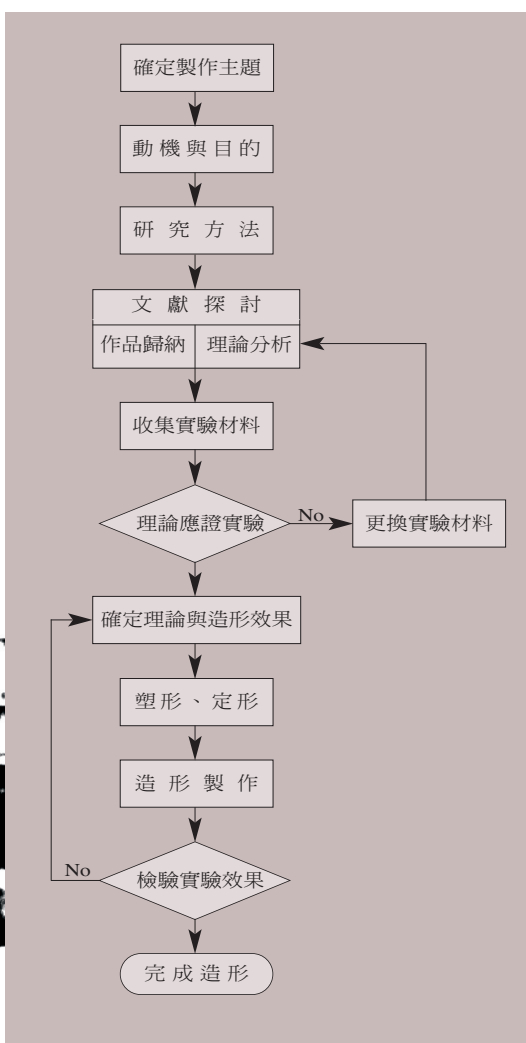 確定製作主題
動機與目的
研究方法
文獻探討
作品歸納 理論分析
收集實驗材料
理論應證實驗 No 更換實驗材料
確定理論與造形效果
塑形、定形
造形製作
No 檢驗實驗效果
完成造形